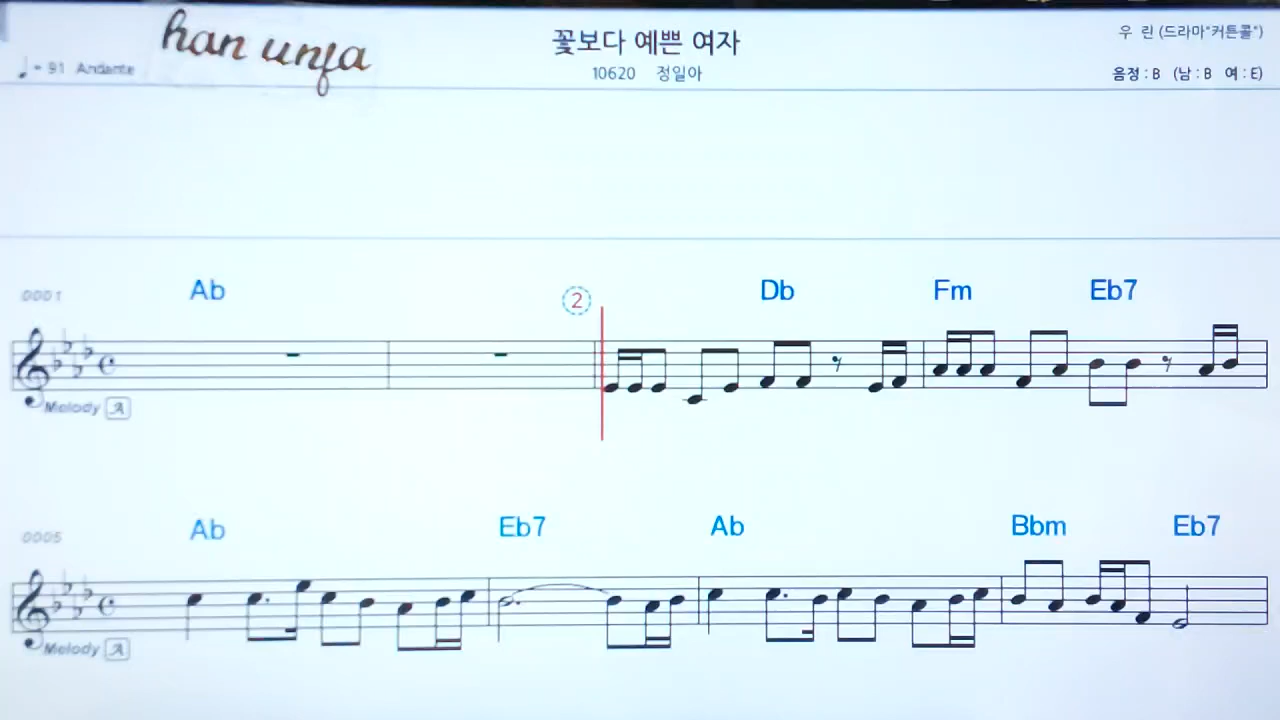 han unja
꽃보다 예쁜 여자
우 린 (드라마"커튼콜")
♩= 91 Andante
10620 정일아
음정 : B (남 : B 여 : E)
0001 Ab ② Db Fm Eb7
Melody A
0005 Ab Eb7 Ab Bbm Eb7
Melody A